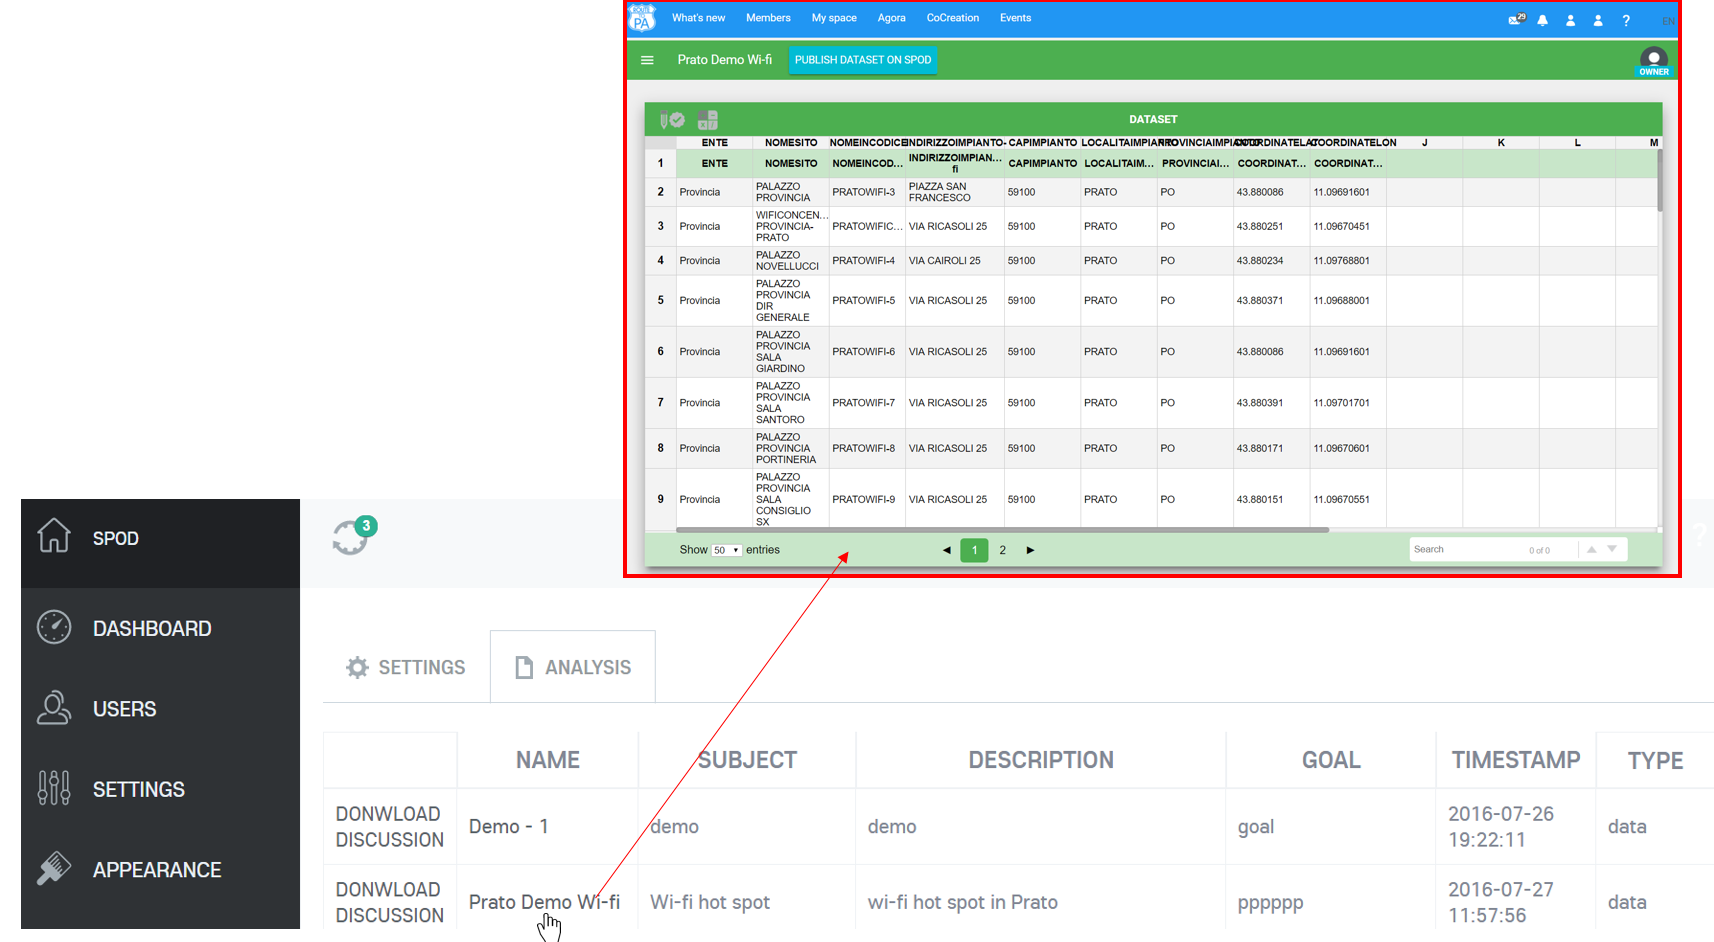 ROUTE
PA
What's new Members My space Agora CoCreation Events
29 ? EN
Prato Demo Wi-fi PUBLISH DATASET ON SPOD
OWNER
DATASET
ENTE NOMESITO NOMEINCODICE INDIRIZZOIMPIANTO- CAPIMPIANTO LOCALITAIMPIANTO PROVINCIAIMPIANTO COORDINATELAT COORDINATELON J K L M
1 ENTE NOMESITO NOMEINCOD... INDIRIZZOIMPIAN... CAPIMPIANTO LOCALITAIM... PROVINCIAI... COORDINAT... COORDINAT...
fi
2 Provincia PALAZZO PRATOWIFI-3 PIAZZA SAN 59100 PRATO PO 43.880086 11.09691601
PROVINCIA FRANCESCO
WIFICONCEN...
3 Provincia PROVINCIA- PRATOWIFIC... VIA RICASOLI 25 59100 PRATO PO 43.880251 11.09670451
PRATO
4 Provincia PALAZZO PRATOWIFI-4 VIA CAIROLI 25 59100 PRATO PO 43.880234 11.09768801
NOVELLUCCI
PALAZZO
5 Provincia PROVINCIA PRATOWIFI-5 VIA RICASOLI 25 59100 PRATO PO 43.880371 11.09688001
DIR
GENERALE
PALAZZO
6 Provincia PROVINCIA PRATOWIFI-6 VIA RICASOLI 25 59100 PRATO PO 43.880086 11.09691601
SALA
GIARDINO
PALAZZO
7 Provincia PROVINCIA PRATOWIFI-7 VIA RICASOLI 25 59100 PRATO PO 43.880391 11.09701701
SALA
SANTORO
PALAZZO
8 Provincia PROVINCIA PRATOWIFI-8 VIA RICASOLI 25 59100 PRATO PO 43.880171 11.09670601
PORTINERIA
PALAZZO
PROVINCIA
9 Provincia SALA PRATOWIFI-9 VIA RICASOLI 25 59100 PRATO PO 43.880151 11.09670551
CONSIGLIO
SX
Show 50 entries 1 2 Search 0 of 0
SPOD
3
?
DASHBOARD
USERS
SETTINGS
APPEARANCE
SETTINGS ANALYSIS
NAME SUBJECT DESCRIPTION GOAL TIMESTAMP TYPE
DONWLOAD Demo - 1 demo demo goal 2016-07-26 data
DISCUSSION 19:22:11
DONWLOAD Prato Demo Wi-fi Wi-fi hot spot wi-fi hot spot in Prato pppppp 2016-07-27 data
DISCUSSION 11:57:56